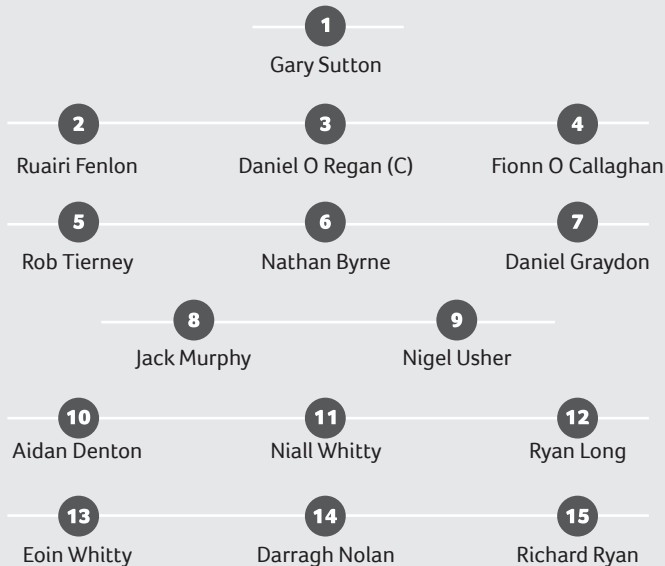 1
Gary Sutton
2 3 4
Ruairi Fenlon Daniel O Regan (C) Fionn O Callaghan
5 6 7
Rob Tierney Nathan Byrne Daniel Graydon
8 9
Jack Murphy Nigel Usher
10 11 12
Aidan Denton Niall Whitty Ryan Long
13 14 15
Eoin Whitty Darragh Nolan Richard Ryan